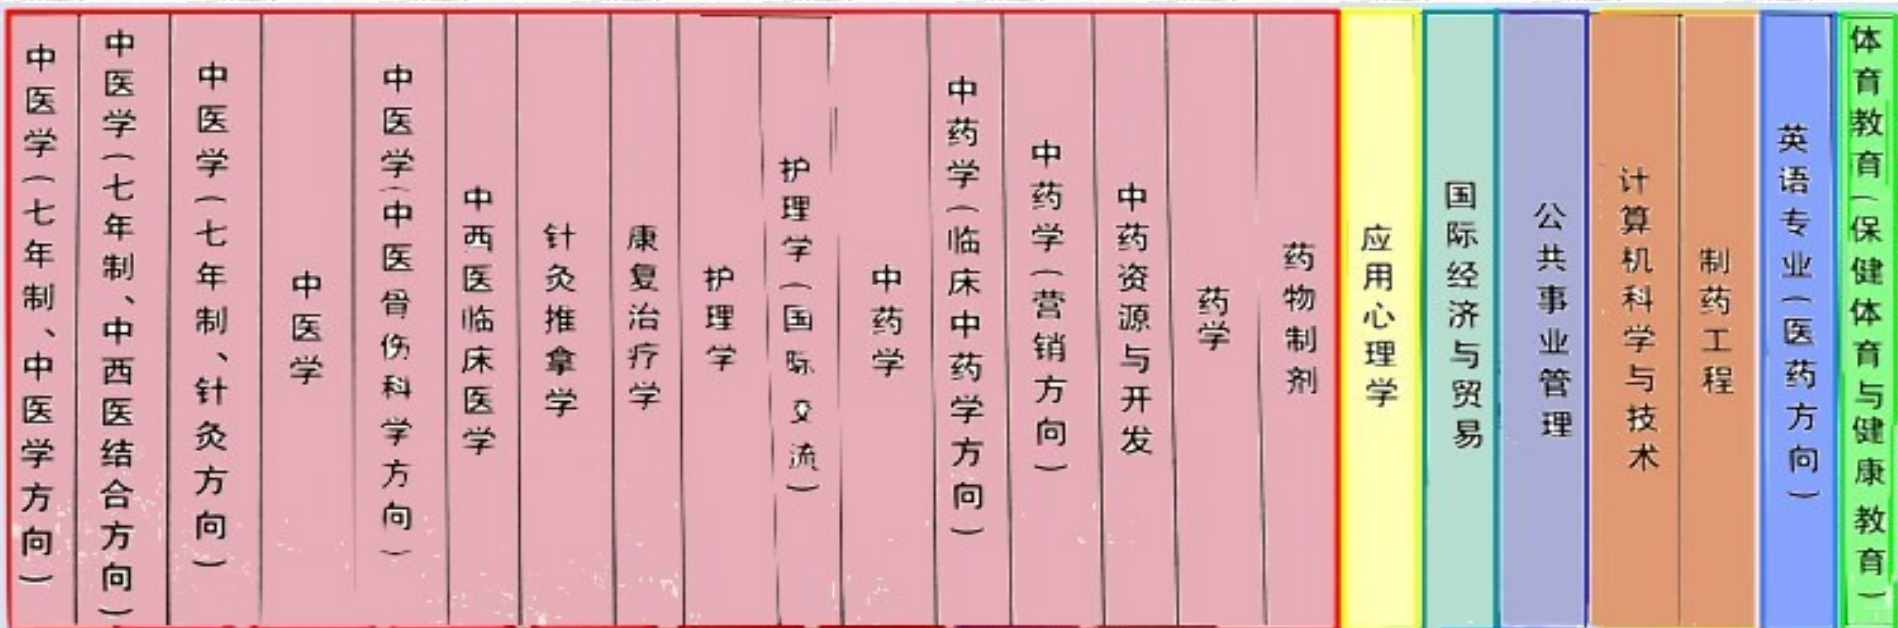 中医学（七年制、中医学方向）
中医学（七年制、中西医结合方向）
中医学（七年制、针灸方向）
中医学
中医学（中医骨伤科学方向）
中西医临床医学
针灸推拿学
康复治疗学
护理学
护理学（国际交流）
中药学
中药学（临床中药学方向）
中药学（营销方向）
中药资源与开发
药学
药物制剂
应用心理学
国际经济与贸易
公共事业管理
计算机科学与技术
制药工程
英语专业（医药方向）
体育教育（保健体育与健康教育）